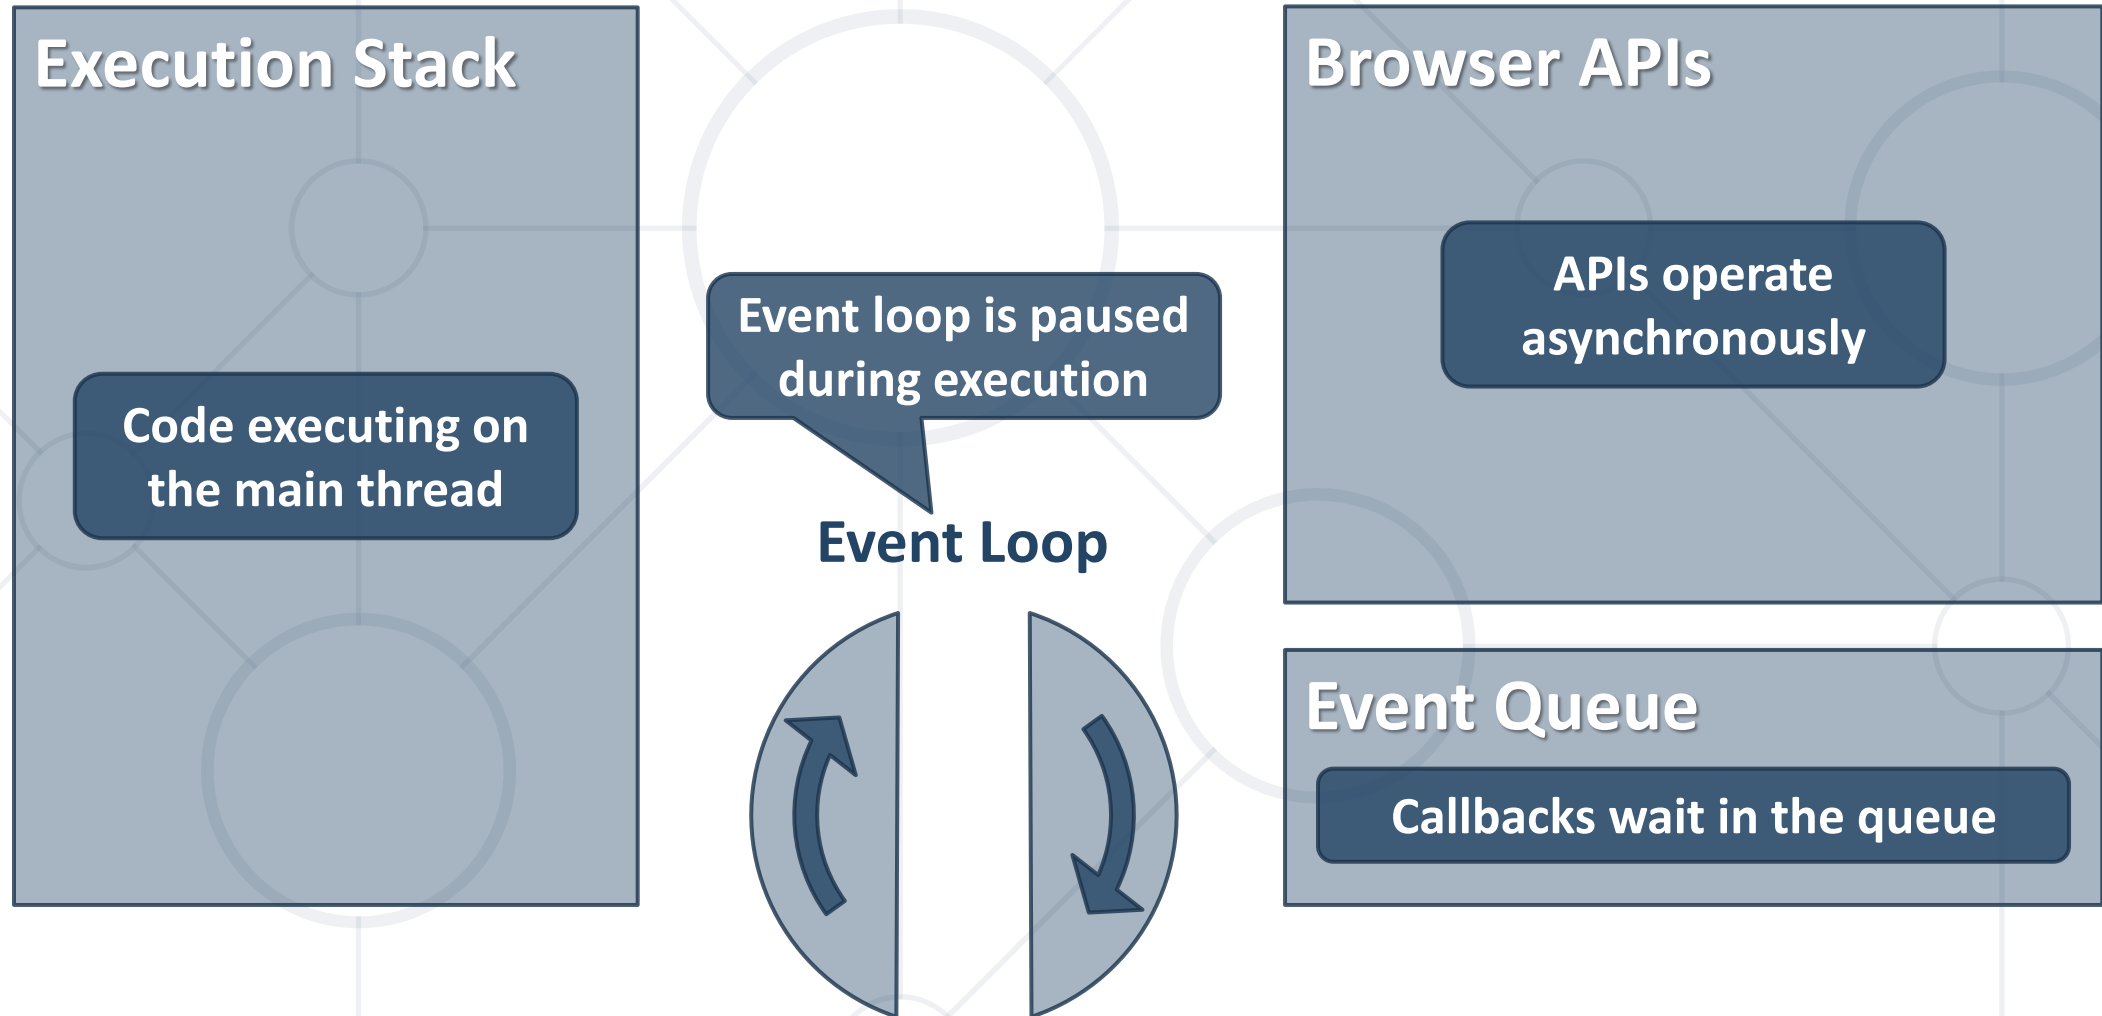 Execution Stack
Code executing on
the main thread
Event loop is paused
during execution
Event Loop
Browser APIs
APIs operate
asynchronously
Event Queue
Callbacks wait in the queue